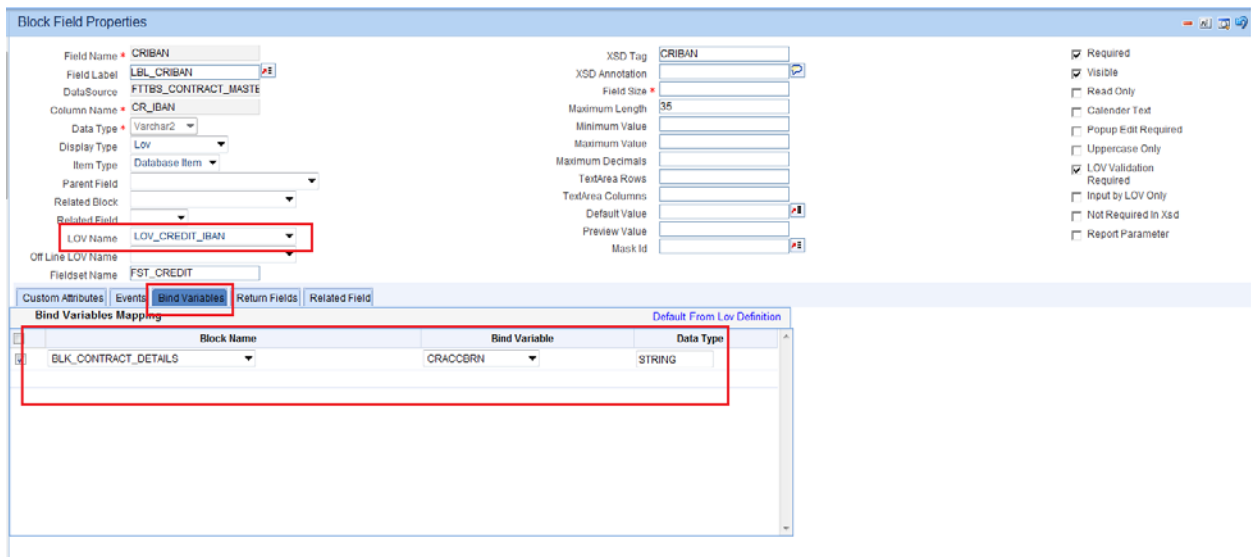 Block Field Properties
Field Name * CRIBAN
Field Label LBL_CRIBAN
DataSource FTTBS_CONTRACT_MASTE
Column Name * CR_IBAN
Data Type * Varchar2
Display Type Lov
Item Type Database Item
Parent Field
Related Block
Related Field
LOV Name LOV_CREDIT_IBAN
Off Line LOV Name
Fieldset Name FST_CREDIT
XSD Tag CRIBAN
XSD Annotation
Field Size *
Maximum Length 35
Minimum Value
Maximum Value
Maximum Decimals
TextArea Rows
TextArea Columns
Default Value
Preview Value
Mask Id
Required
Visible
Read Only
Calender Text
Popup Edit Required
Uppercase Only
LOV Validation
Required
Input by LOV Only
Not Required In Xsd
Report Parameter
Custom Attributes Events Bind Variables Return Fields Related Field
Bind Variables Mapping Default From Lov Definition
Block Name Bind Variable Data Type
BLK_CONTRACT_DETAILS CRACCBRN STRING